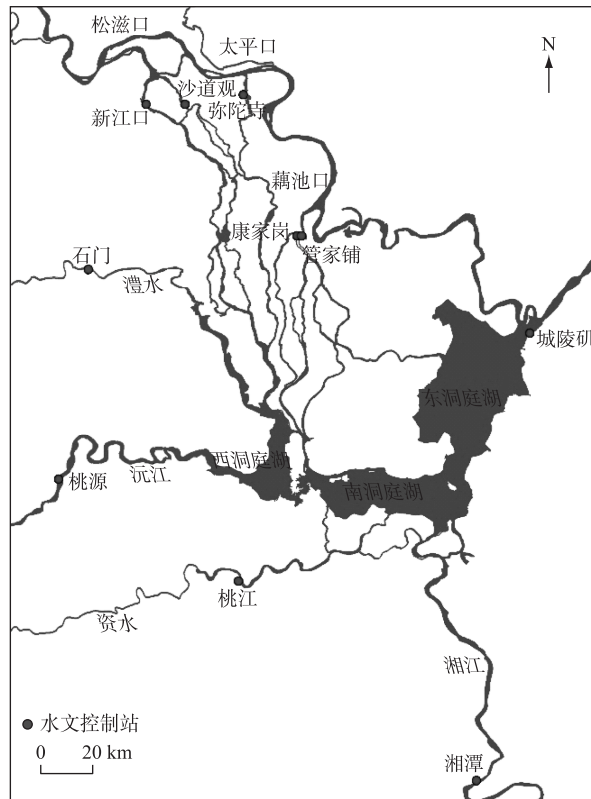 松滋口
太平口
N
沙道观
新江口
弥陀寺
藕池口
康家岗
管家铺
石门
澧水
城陵矶
东洞庭湖
西洞庭湖
沅江
桃源
南洞庭湖
桃江
资水
湘江
水文控制站
0 20 km
湘潭